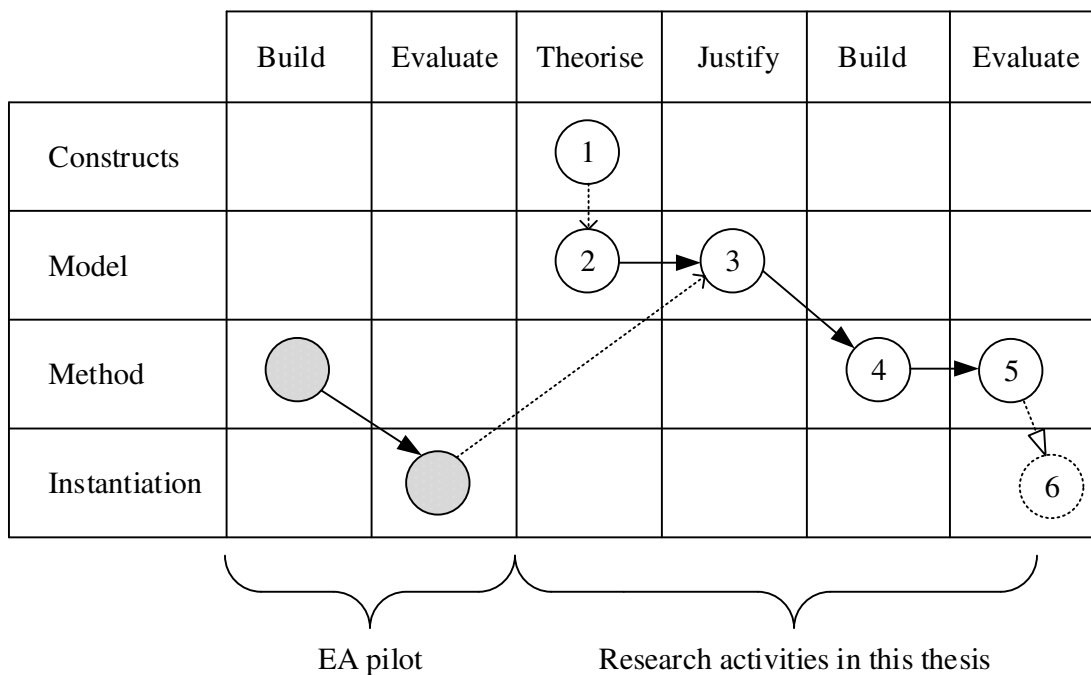 Build Evaluate Theorise Justify Build Evaluate
Constructs 1
Model 2 3
Method 4 5
Instantiation 6
EA pilot Research activities in this thesis